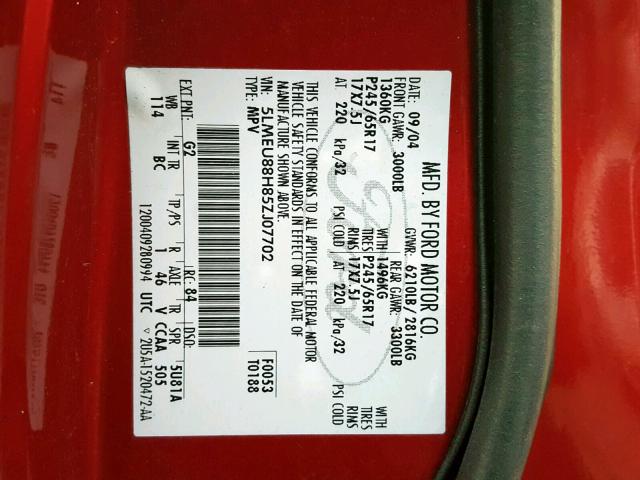 MFD. BY FORD MOTOR CO.
DATE: 09/04 GVWR: 6210LB/2816KG
FRONT GAWR: 3000LB REAR GAWR: 3300LB
1360KG WITH 1496KG WITH
P245/65R17 TIRES P245/65R17 TIRES
17X7.5J RIMS 17X7.5J RIMS
AT 220 kPa/32 PSI COLD AT 220 kPa/32 PSI COLD
THIS VEHICLE CONFORMS TO ALL APPLICABLE FEDERAL MOTOR
VEHICLE SAFETY STANDARDS IN EFFECT ON THE DATE OF
MANUFACTURE SHOWN ABOVE.
VIN: 5LMEU88H85ZJ07702 F0053
TYPE: MPV T0188
EXT PNT: G2 RC: 84 DSO:
WB INT TR TP/PS R AXLE TR SPR 5U81A
114 BC 1 46 V CCAA 505
1200409280994 UTC ▽ 2U5A-1520472-AA
Ford